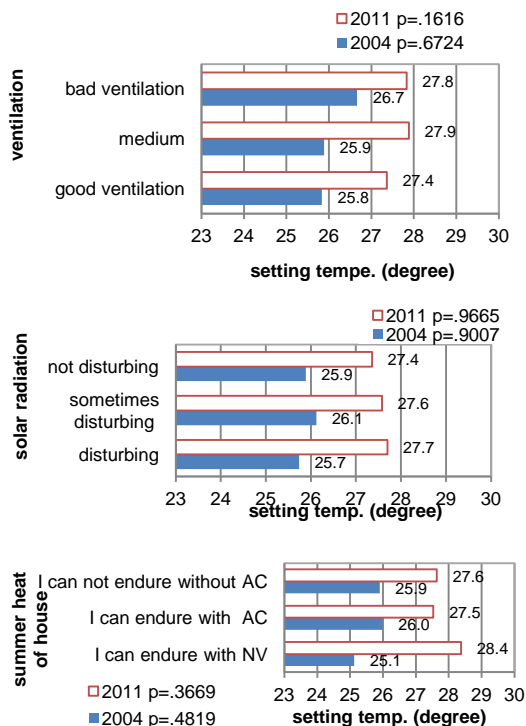 2011 p=.1616
2004 p=.6724
ventilation
bad ventilation
27.8
26.7
medium
27.9
25.9
good ventilation
27.4
25.8
23 24 25 26 27 28 29 30
setting tempe. (degree)
2011 p=.9665
2004 p=.9007
solar radiation
not disturbing
27.4
25.9
sometimes
disturbing
27.6
26.1
disturbing
27.7
25.7
23 24 25 26 27 28 29 30
setting temp. (degree)
summer heat
of house
I can not endure without AC
27.6
25.9
I can endure with AC
27.5
26.0
I can endure with NV
28.4
25.1
23 24 25 26 27 28 29 30
2011 p=.3669
2004 p=.4819
setting temp. (degree)